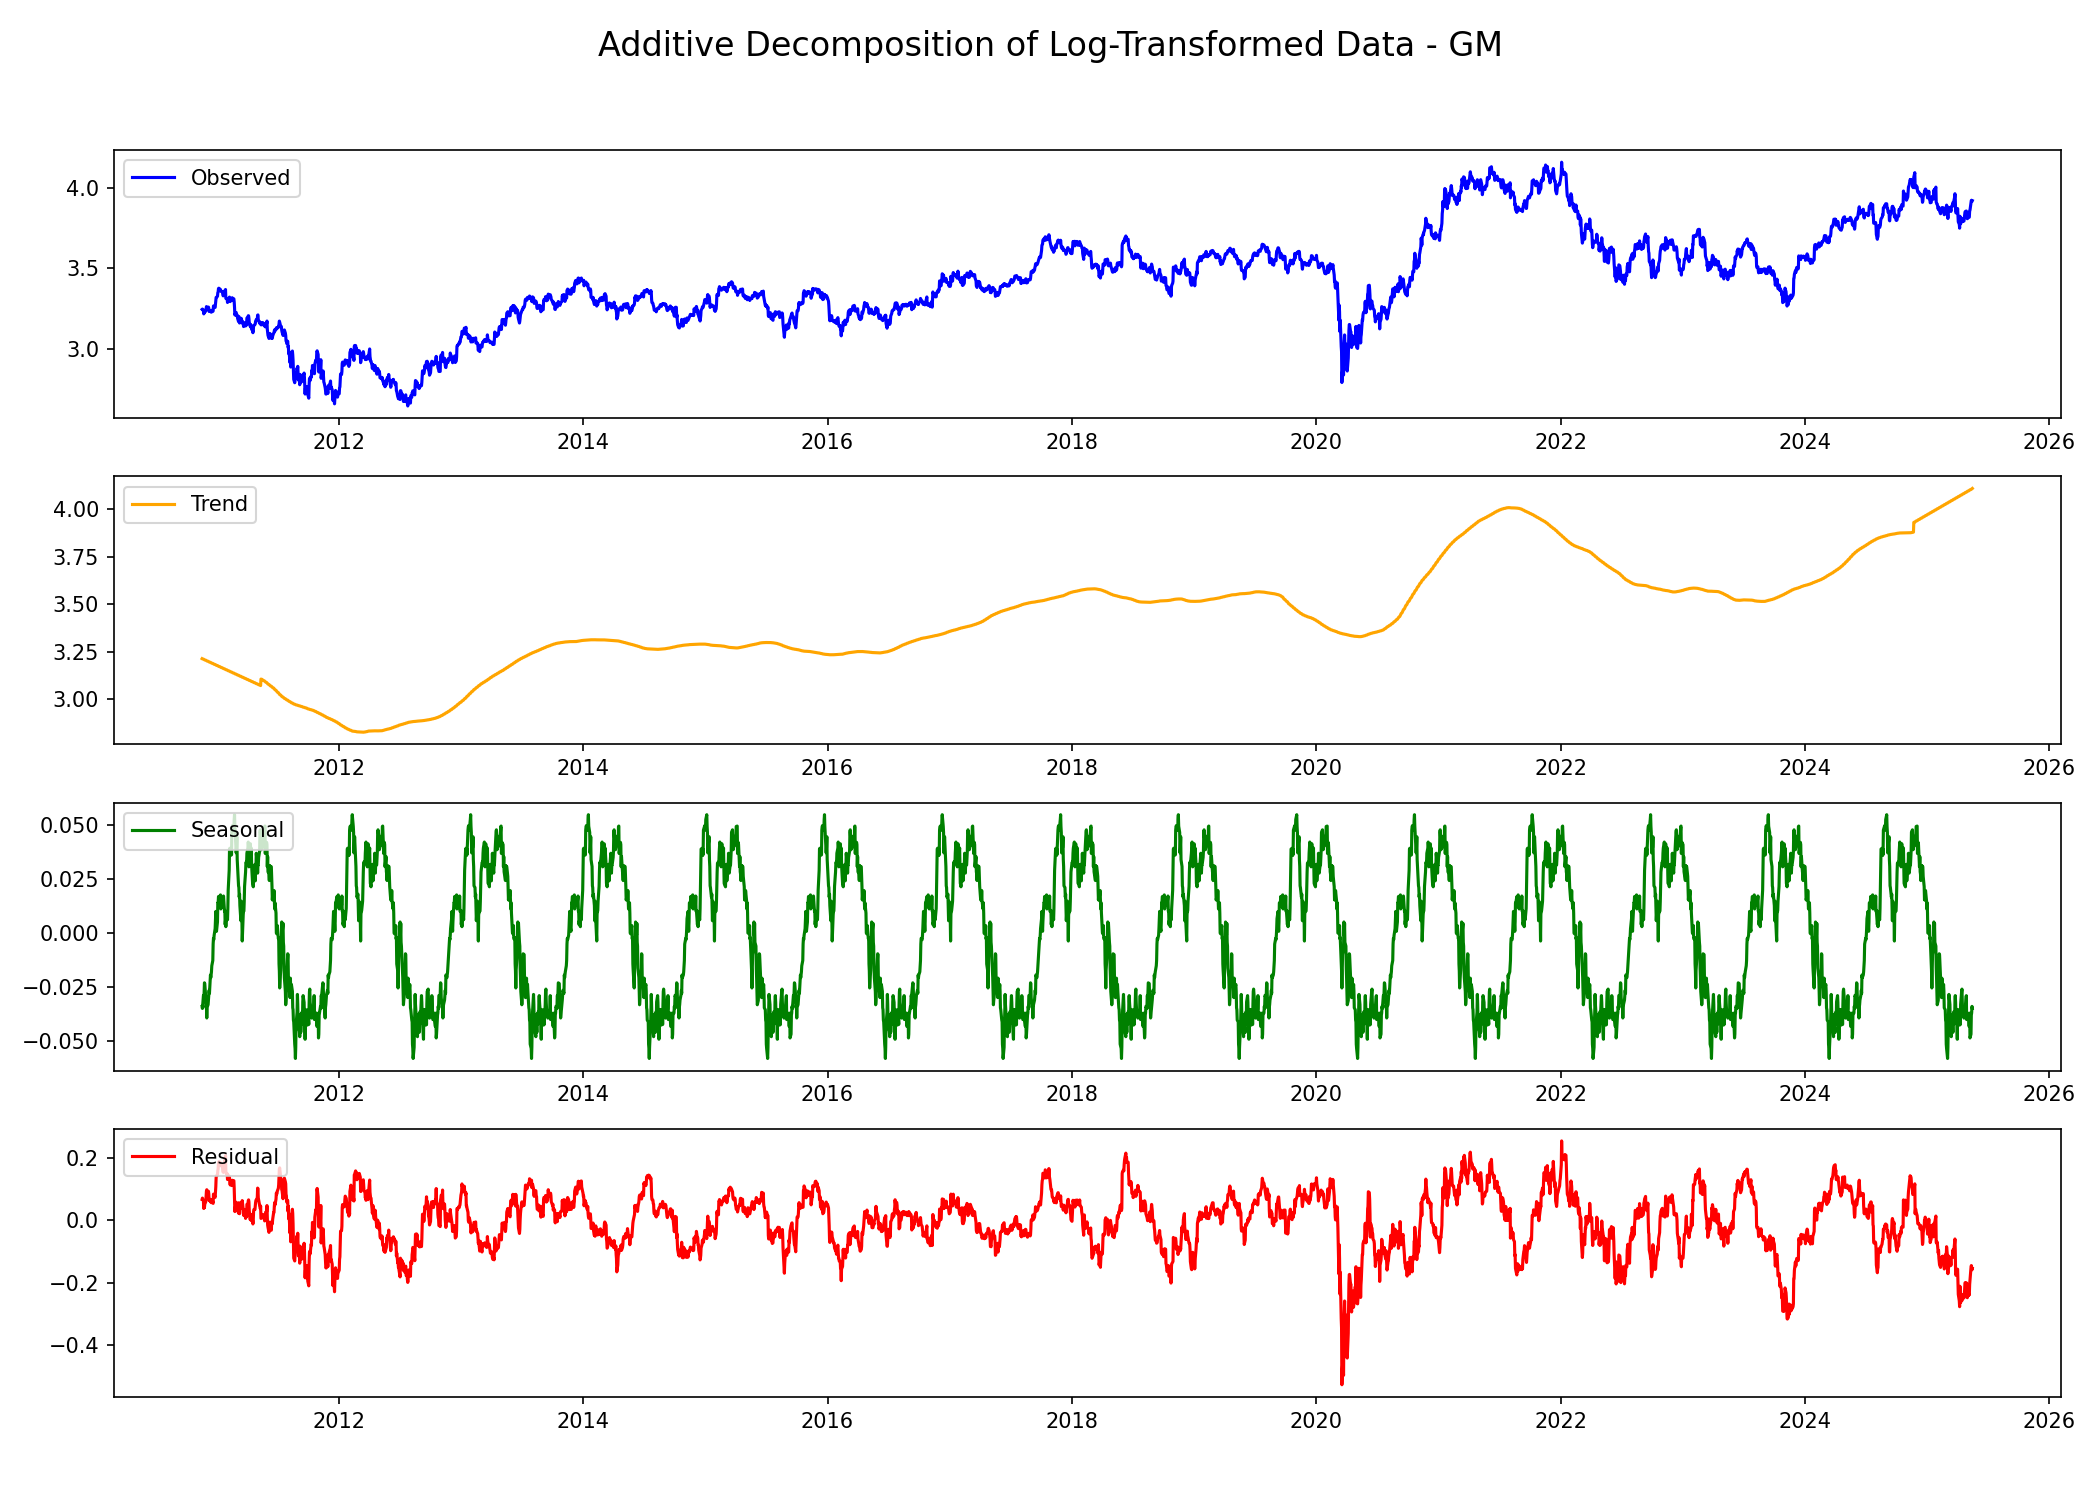 Additive Decomposition of Log-Transformed Data - GM
Observed
4.0
3.5
3.0
2012 2014 2016 2018 2020 2022 2024 2026
Trend
4.00
3.75
3.50
3.25
3.00
2012 2014 2016 2018 2020 2022 2024 2026
Seasonal
0.050
0.025
0.000
−0.025
−0.050
2012 2014 2016 2018 2020 2022 2024 2026
Residual
0.2
0.0
−0.2
−0.4
2012 2014 2016 2018 2020 2022 2024 2026